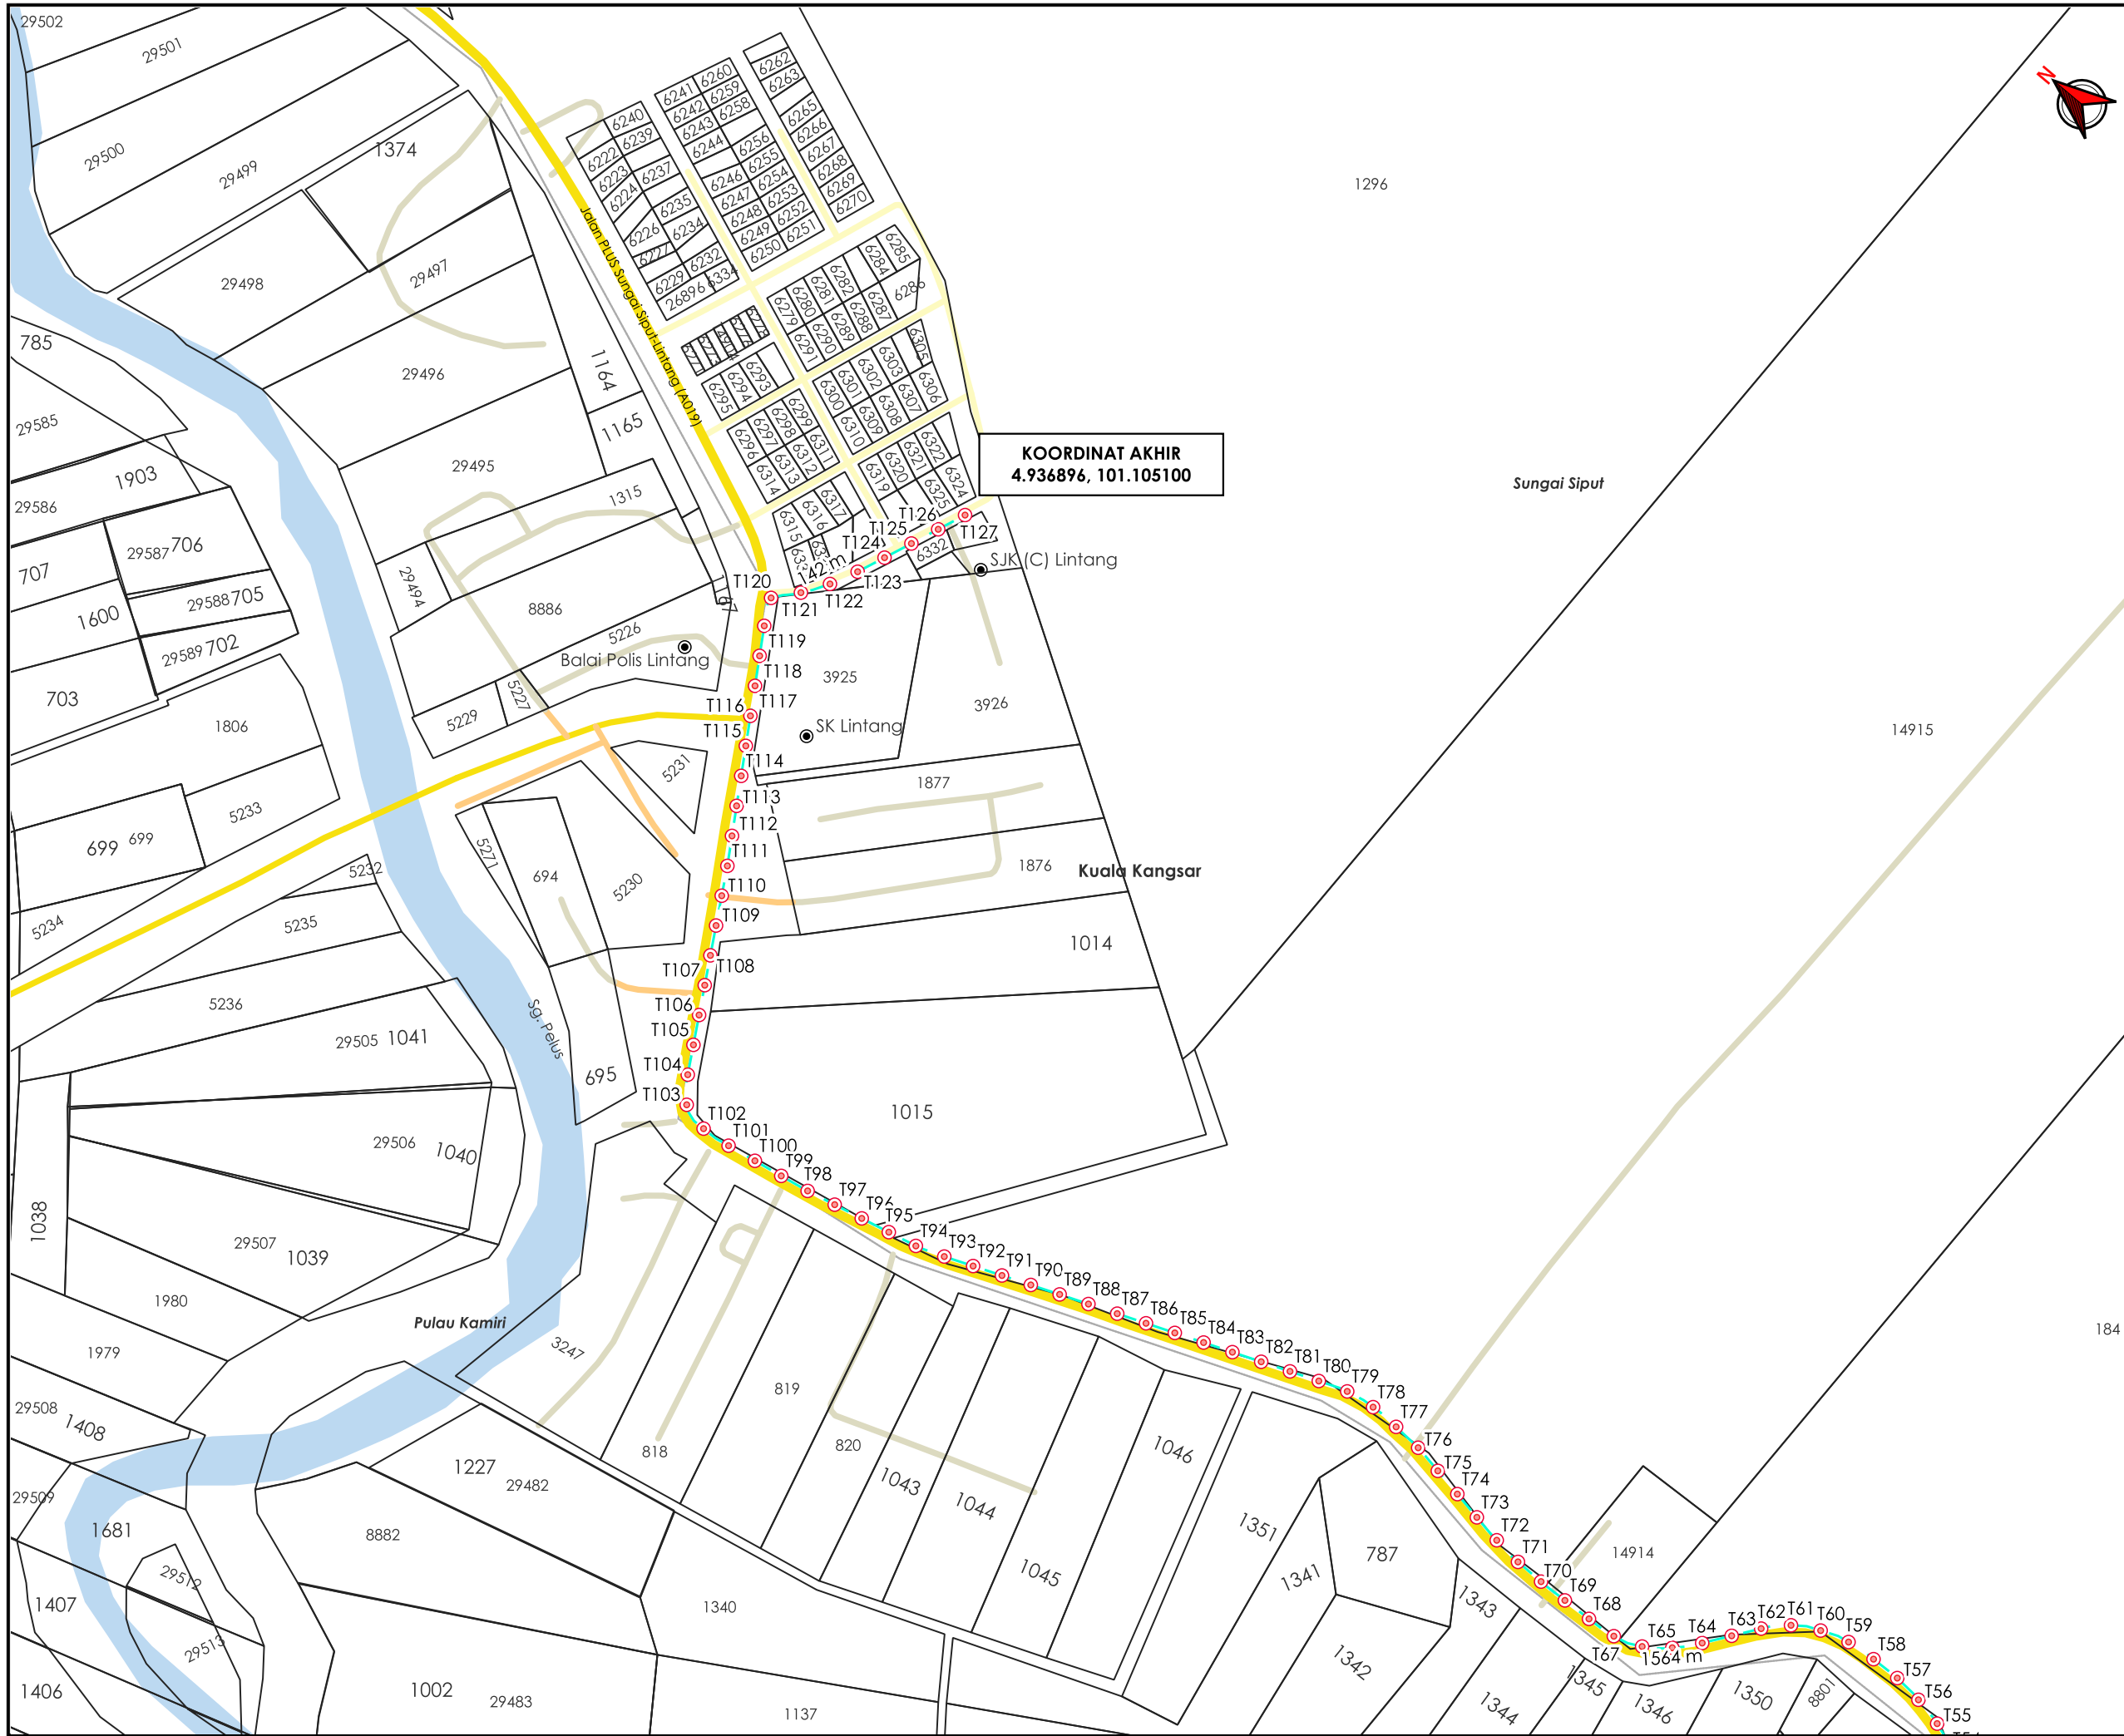 29502
29501
29500
29499
1374
29498
29497
29496
29495
1164
1165
1315
29494
8886
5226
5227
5229
Balai Polis Lintang
Jalan PLUS Sungai Siput-Lintang (A019)
6240
6239
6222
6223
6224
6237
6235
6234
6226
6227
6232
6229
26896
6334
6260
6241
6259
6242
6258
6243
6244
6256
6255
6246
6254
6247
6253
6248
6252
6249
6251
6250
6262
6263
6265
6266
6267
6268
6269
6270
6285
6284
6282
6281
6280
6279
6286
6287
6288
6289
6290
6291
6278
6276
6293
6294
6295
6305
6303
6302
6301
6300
6306
6307
6308
6309
6310
6299
6298
6297
6296
6311
6312
6313
6314
6322
6321
6320
6319
6324
6325
6317
6316
6315
6332
N
1296
KOORDINAT AKHIR
4.936896, 101.105100
Sungai Siput
SJK (C) Lintang
142 m
T127
T126
T125
T124
T123
T122
T121
T120
T119
T118
T117
T116
T115
T114
T113
T112
T111
T110
T109
T108
T107
T106
T105
T104
T103
T102
T101
T100
T99
T98
T97
T96
T95
T94
T93
T92
T91
T90
T89
T88
T87
T86
T85
T84
T83
T82
T81
T80
T79
T78
T77
T76
T75
T74
T73
T72
T71
T70
T69
T68
T67
T65
T64
T63
T62
T61
T60
T59
T58
T57
T56
T55
1564 m
3925
3926
SK Lintang
1877
1876
Kuala Kangsar
1014
1015
14915
184
14914
785
29585
1903
29586
29587
706
707
29588
705
1600
29589
702
703
1806
699
699
5233
5234
5232
5235
5236
5231
5271
694
5230
695
Sg. Pelus
29505
1041
29506
1040
1038
29507
1039
1980
1979
Pulau Kamiri
3247
29508
1408
29509
1681
29512
1407
29513
1406
1227
29482
8882
1002
29483
1340
1137
818
819
820
1043
1044
1045
1046
1351
1341
787
1342
1343
1344
1345
1346
1350
8801